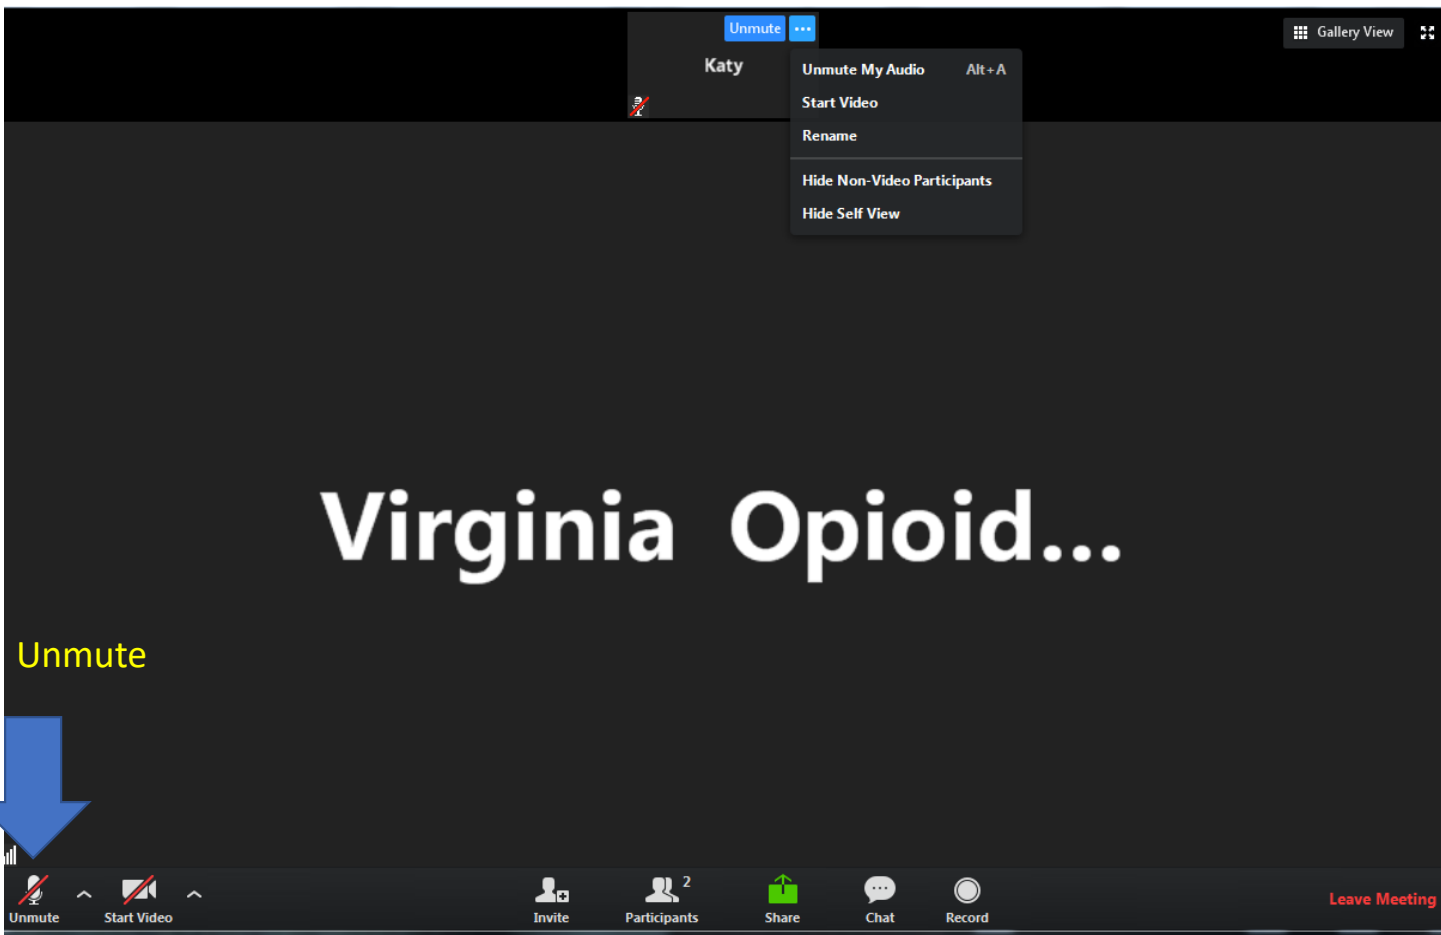 Unmute ...
Gallery View
Katy
Unmute My Audio Alt+A
Start Video
Rename
Hide Non-Video Participants
Hide Self View
Virginia Opioid...
Unmute
Unmute
Start Video
Invite
2
Participants
Share
Chat
Record
Leave Meeting